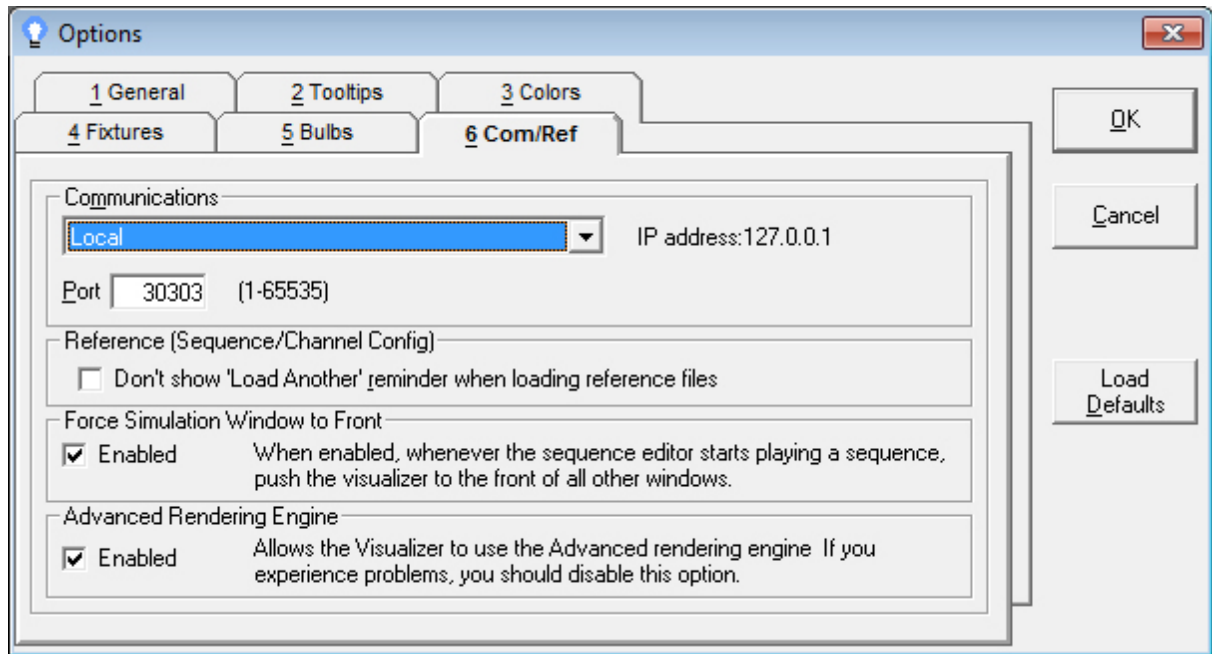 Options
1 General
2 Tooltips
3 Colors
4 Fixtures
5 Bulbs
6 Com/Ref
OK
Cancel
Load
Defaults
Communications
Local
IP address:127.0.0.1
Port 30303 (1-65535)
Reference (Sequence/Channel Config)
Don't show 'Load Another' reminder when loading reference files
Force Simulation Window to Front
Enabled
When enabled, whenever the sequence editor starts playing a sequence,
push the visualizer to the front of all other windows.
Advanced Rendering Engine
Enabled
Allows the Visualizer to use the Advanced rendering engine  If you
experience problems, you should disable this option.